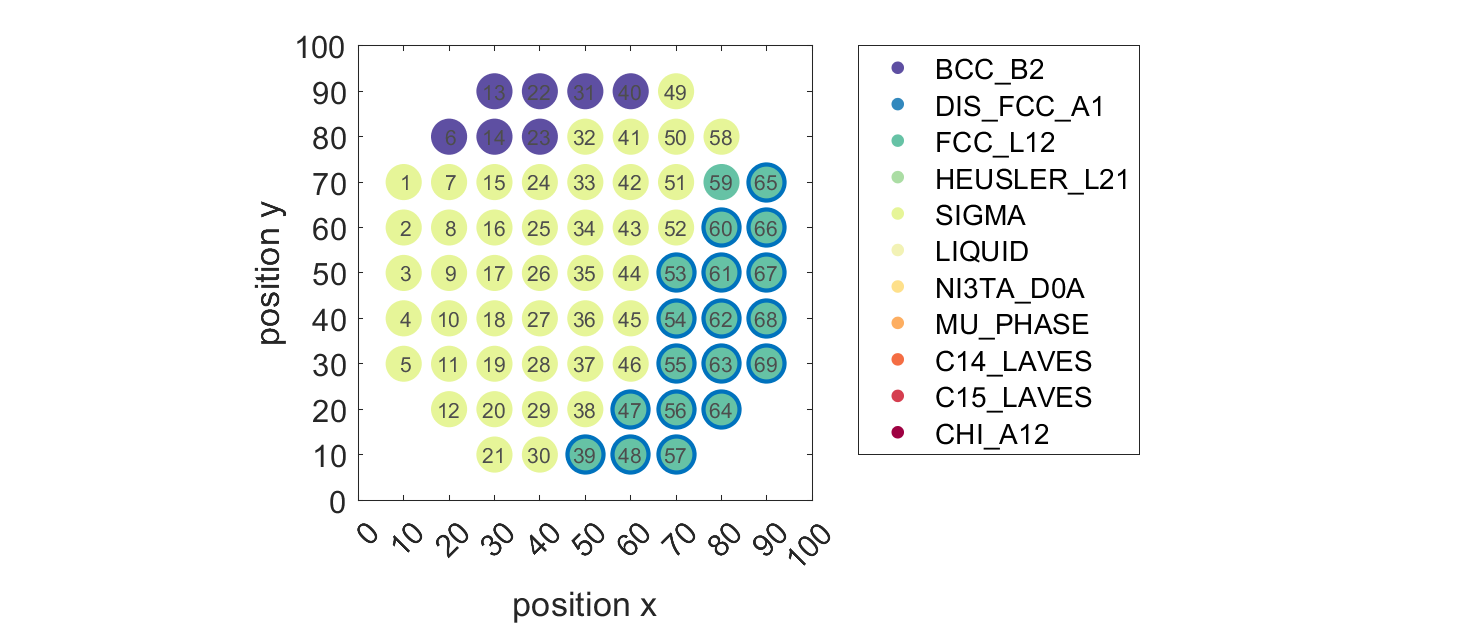 100
90 13 22 31 40 49
80 6 14 23 32 41 50 58
70 1 7 15 24 33 42 51 59 65
60 2 8 16 25 34 43 52 60 66
50 3 9 17 26 35 44 53 61 67
40 4 10 18 27 36 45 54 62 68
30 5 11 19 28 37 46 55 63 69
20 12 20 29 38 47 56 64
10 21 30 39 48 57
0
0 10 20 30 40 50 60 70 80 90 100
position x
position y
BCC_B2
DIS_FCC_A1
FCC_L12
HEUSLER_L21
SIGMA
LIQUID
NI3TA_D0A
MU_PHASE
C14_LAVES
C15_LAVES
CHI_A12